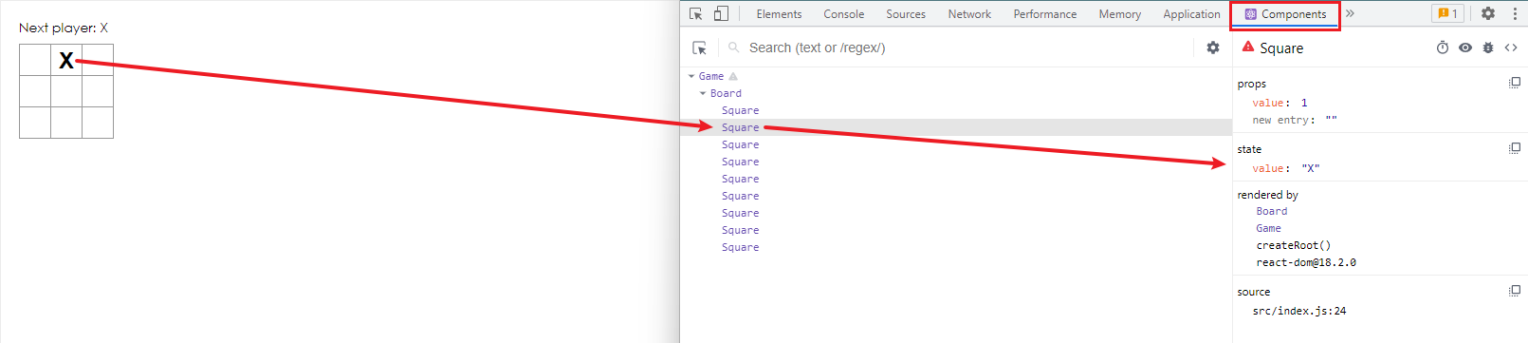 Next player: X
X
Elements Console Sources Network Performance Memory Application Components » 1
Search (text or /regex/)
Game
Board
Square
Square
Square
Square
Square
Square
Square
Square
Square
Square
props
value: 1
new entry: ""
state
value: "X"
rendered by
Board
Game
createRoot()
react-dom@18.2.0
source
src/index.js:24